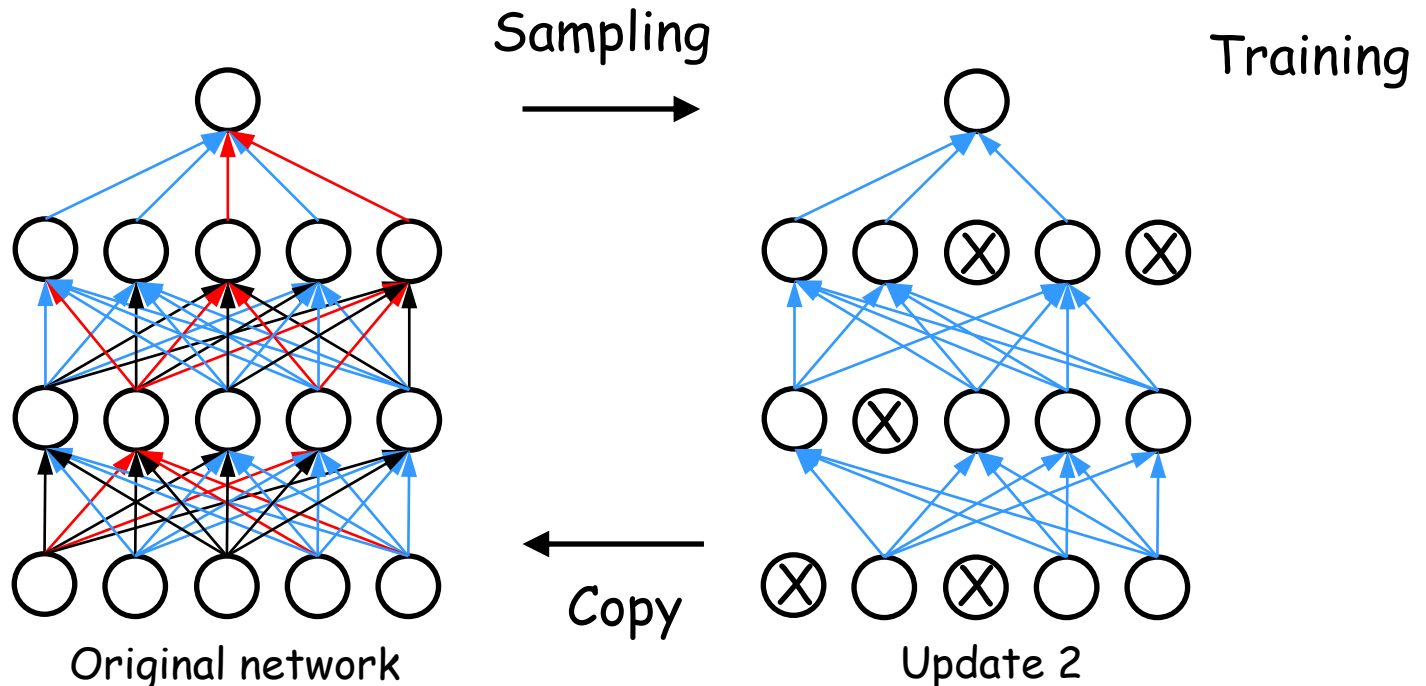 Sampling
Training
X X
X
X X
Copy
Original network
Update 2